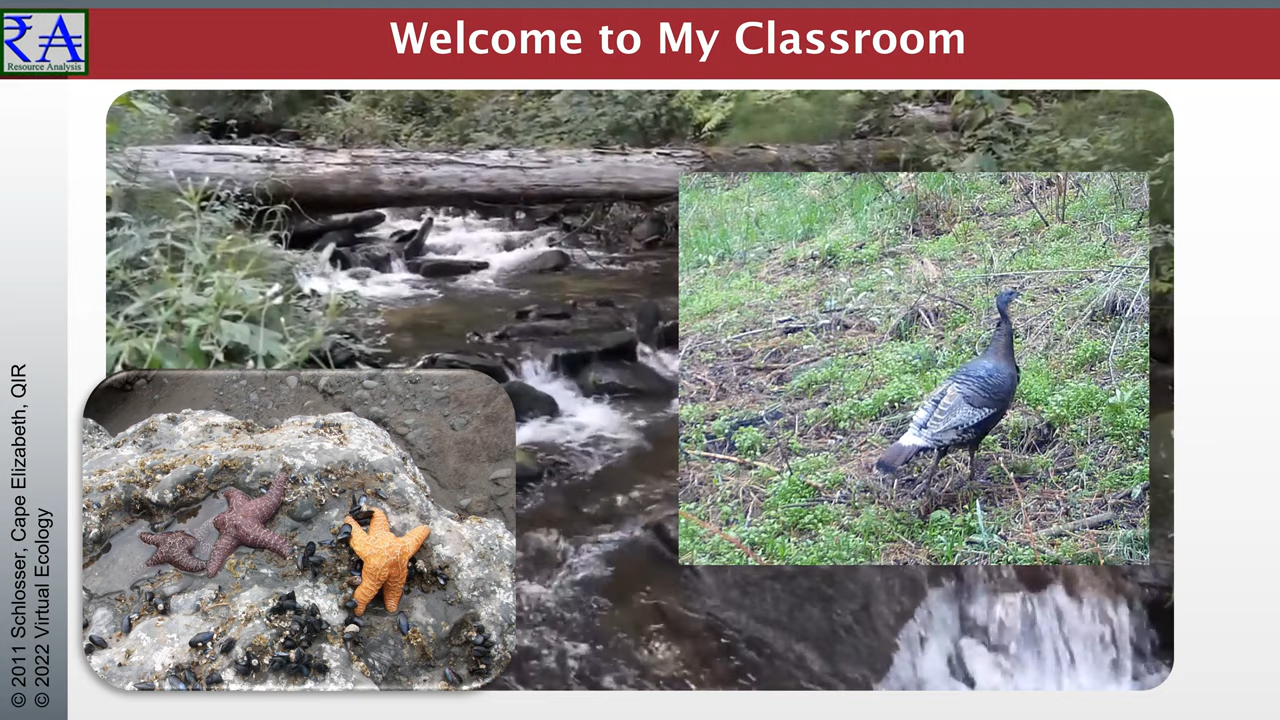 Welcome to My Classroom
₹A
Resource Analysis
© 2011 Schlosser, Cape Elizabeth, QIR
© 2022 Virtual Ecology